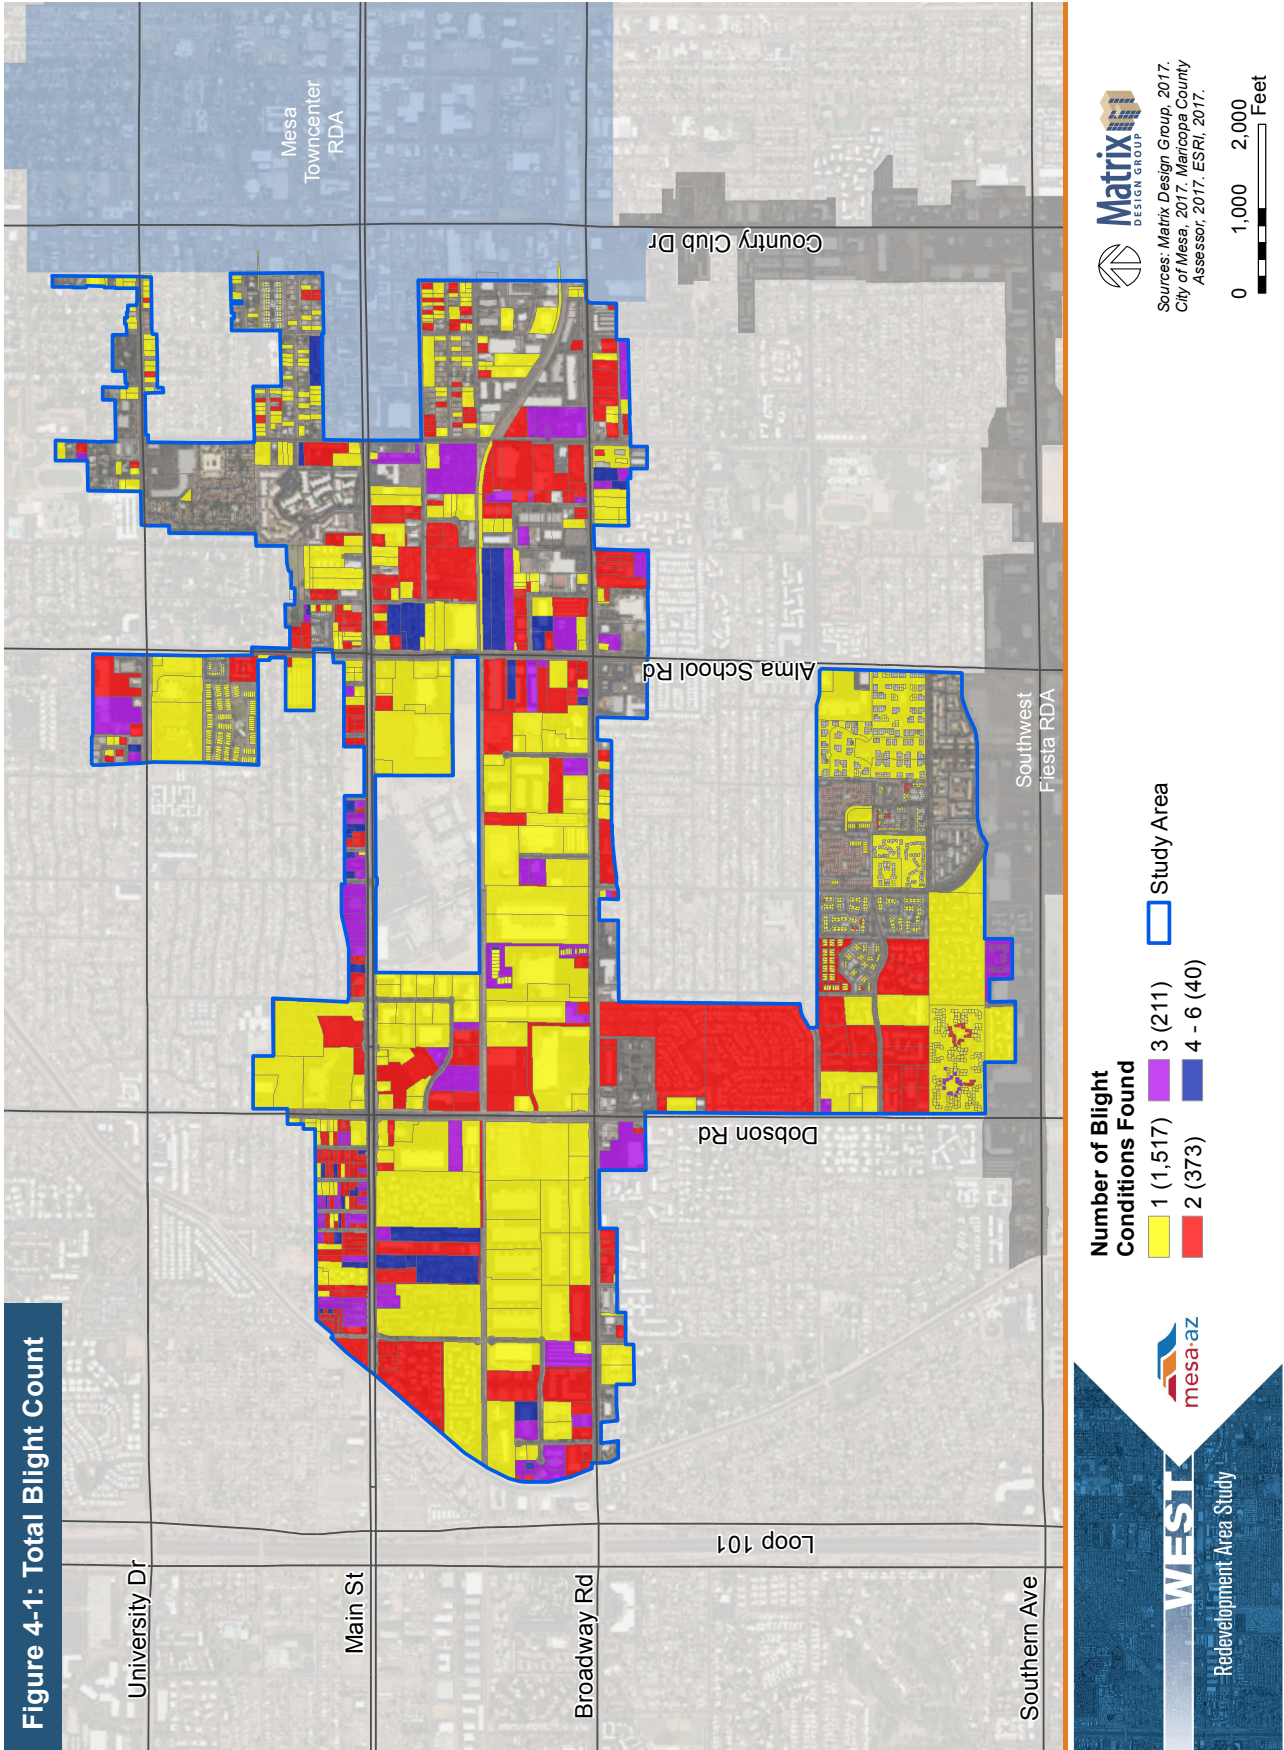 Figure 4-1: Total Blight Count
Mesa
Towncenter
RDA
University Dr
Main St
Broadway Rd
Southern Ave
Loop 101
Dobson Rd
Alma School Rd
Country Club Dr
Southwest
Fiesta RDA
WEST
Redevelopment Area Study
mesa·az
Number of Blight
Conditions Found
1 (1,517)
2 (373)
3 (211)
4 - 6 (40)
Study Area
Matrix
DESIGN GROUP
Sources: Matrix Design Group, 2017.
City of Mesa, 2017. Maricopa County
Assessor, 2017. ESRI, 2017.
0 1,000 2,000
Feet